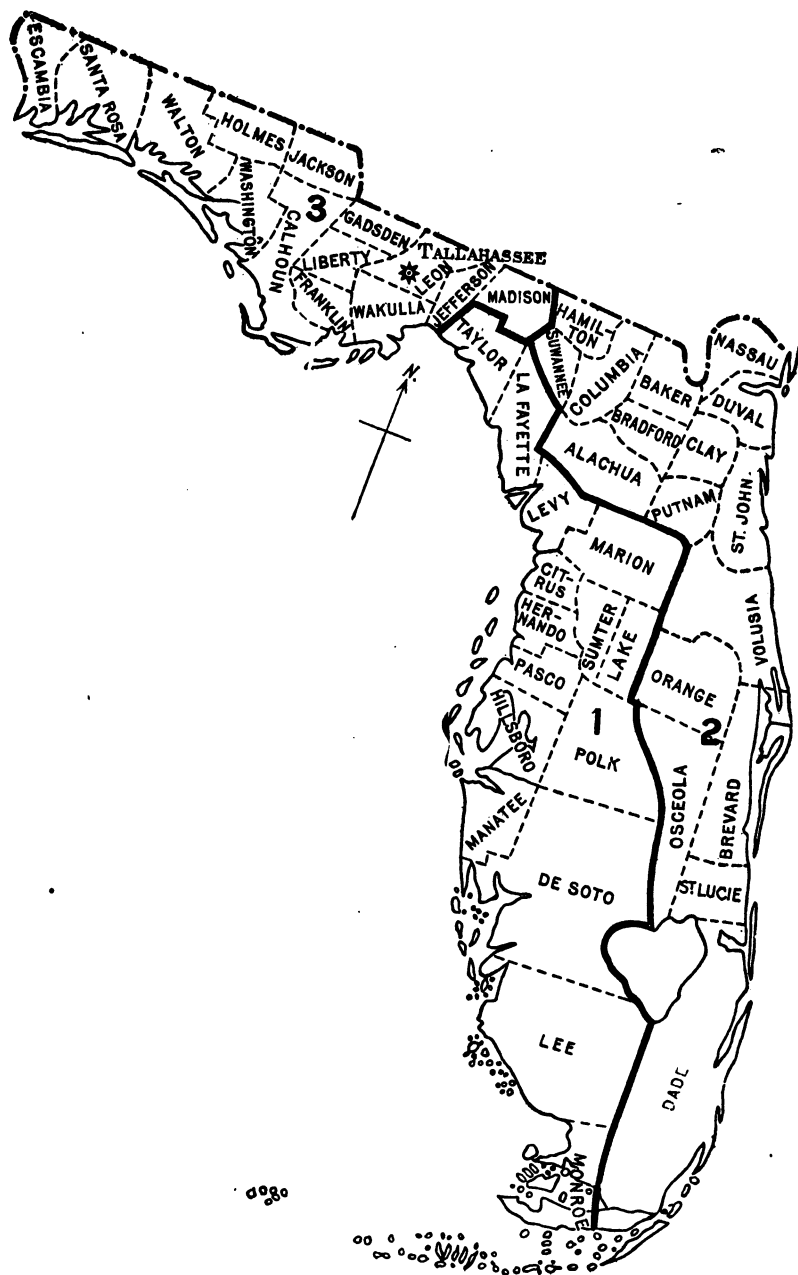 ESCAMBIA
SANTA ROSA
WALTON
HOLMES
JACKSON
WASHINGTON
3
CALHOUN
GADSDEN
TALLAHASSEE
LIBERTY
LEON
FRANKLIN
WAKULLA
JEFFERSON
MADISON
HAMIL-
TON
TAYLOR
SUWANNEE
COLUMBIA
NASSAU
BAKER
DUVAL
LA FAYETTE
BRADFORD
CLAY
ALACHUA
N.
PUTNAM
ST. JOHN.
LEVY
MARION
CIT-
RUS
HER-
NANDO
SUMTER
LAKE
VOLUSIA
PASCO
ORANGE
HILLSBORO
1
2
POLK
OSCEOLA
BREVARD
MANATEE
DE SOTO
ST. LUCIE
LEE
DADE
MONROE